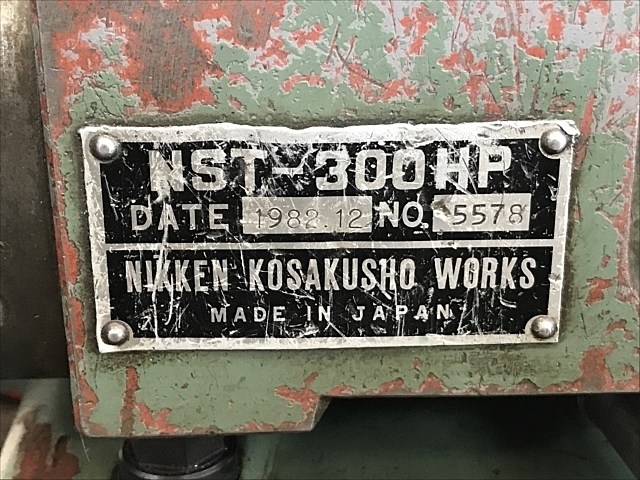 NST-300HP
DATE 1982.12 NO. 5578
NIKKEN KOSAKUSHO WORKS
MADE IN JAPAN